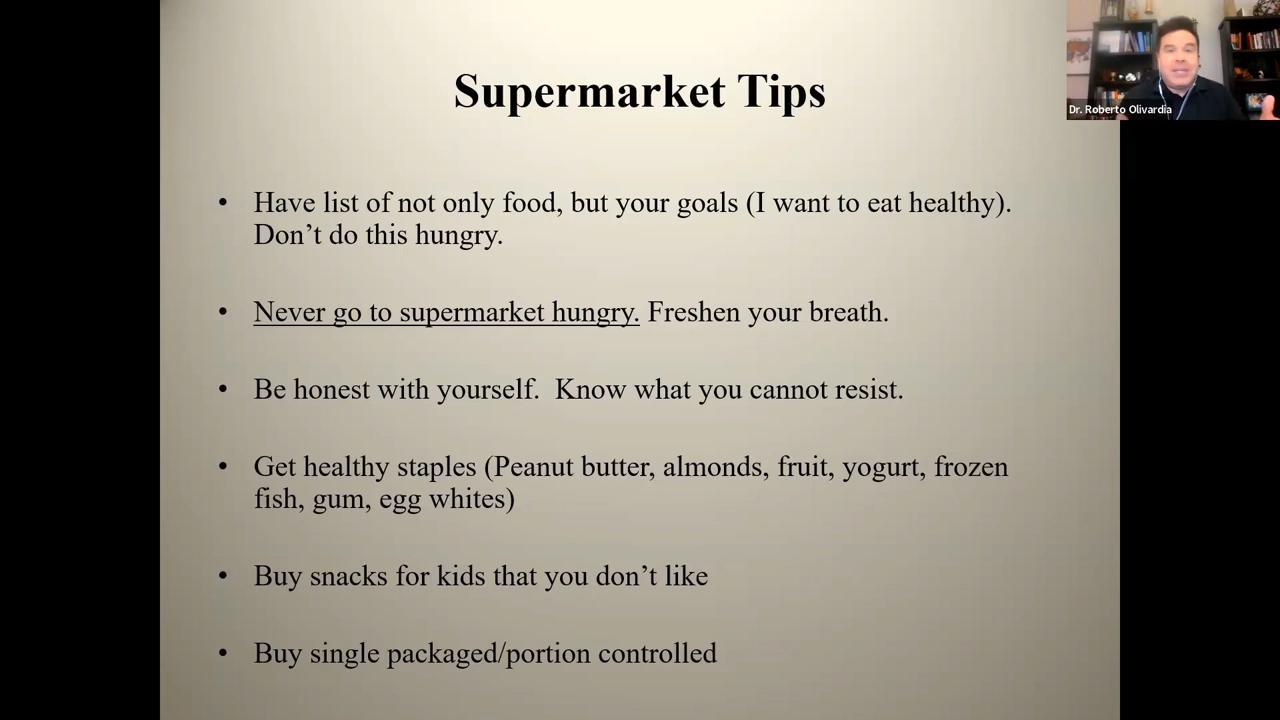 Supermarket Tips
Dr. Roberto Olivardia
• Have list of not only food, but your goals (I want to eat healthy).
Don’t do this hungry.
• Never go to supermarket hungry. Freshen your breath.
• Be honest with yourself.  Know what you cannot resist.
• Get healthy staples (Peanut butter, almonds, fruit, yogurt, frozen
fish, gum, egg whites)
• Buy snacks for kids that you don’t like
• Buy single packaged/portion controlled